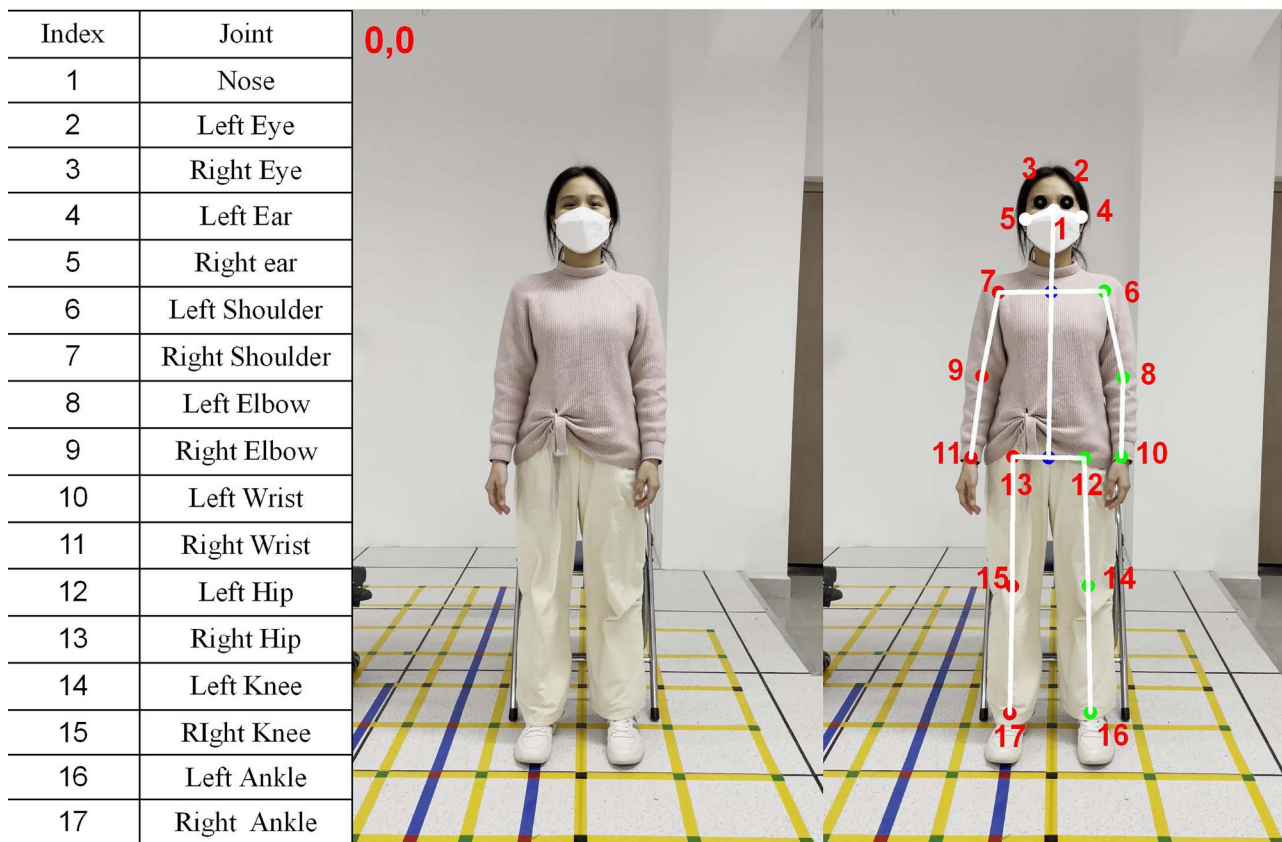 Index Joint
1 Nose
2 Left Eye
3 Right Eye
4 Left Ear
5 Right ear
6 Left Shoulder
7 Right Shoulder
8 Left Elbow
9 Right Elbow
10 Left Wrist
11 Right Wrist
12 Left Hip
13 Right Hip
14 Left Knee
15 RIght Knee
16 Left Ankle
17 Right Ankle
0,0
3 2
5 4
1
7 6
9 8
11 10
13 12
15 14
17 16